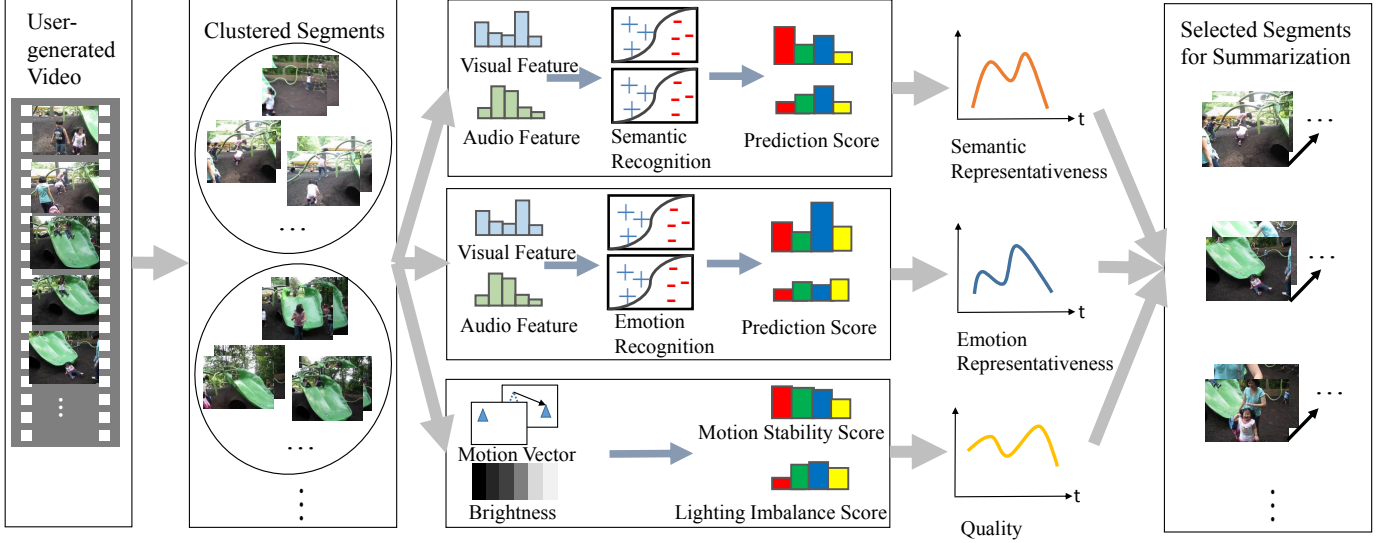 User-
generated
Video
...
Clustered Segments
...
...
...
Visual Feature
Audio Feature
Semantic
Recognition
Prediction Score
Visual Feature
Audio Feature
Emotion
Recognition
Prediction Score
Motion Vector
Brightness
Motion Stability Score
Lighting Imbalance Score
t
Semantic
Representativeness
t
Emotion
Representativeness
t
Quality
Selected Segments
for Summarization
...
...
...
...